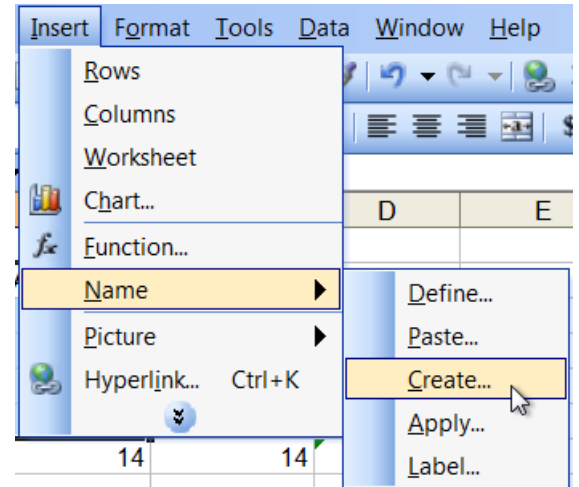 Insert Format Tools Data Window Help
$
Rows
Columns
Worksheet
Chart...
D E
fx Function...
Name
Define...
Picture
Paste...
Hyperlink... Ctrl+K
Create...
Apply...
14 14
Label...